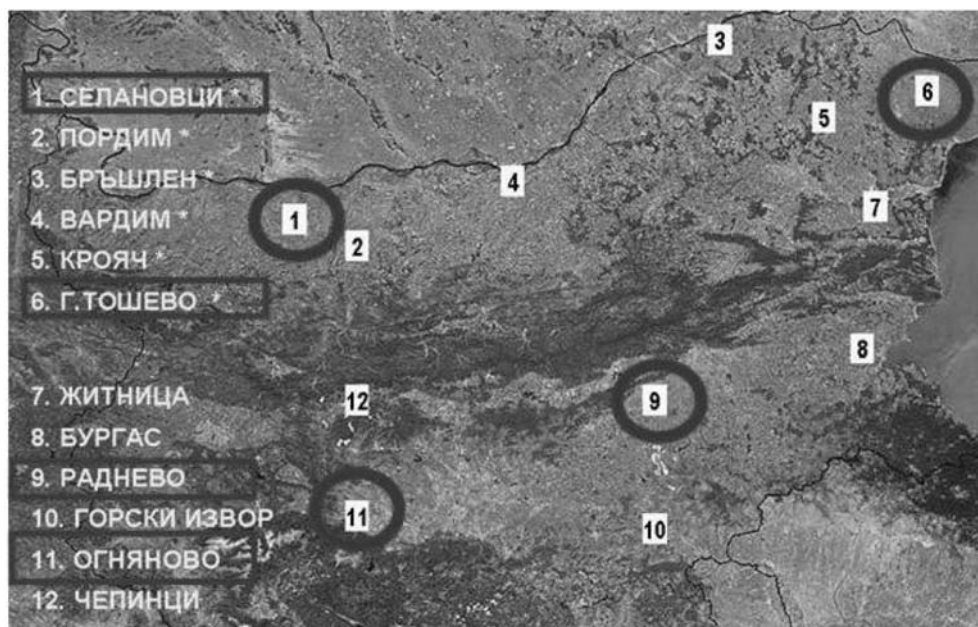 1. СЕЛАНОВЦИ *
2. ПОРДИМ *
3. БРЪШЛЕН *
4. ВАРДИМ *
5. КРОЯЧ *
6. Г.ТОШЕВО *
7. ЖИТНИЦА
8. БУРГАС
9. РАДНЕВО
10. ГОРСКИ ИЗВОР
11. ОГНЯНОВО
12. ЧЕПИНЦИ
3
6
5
4
7
1
2
8
12
9
11
10